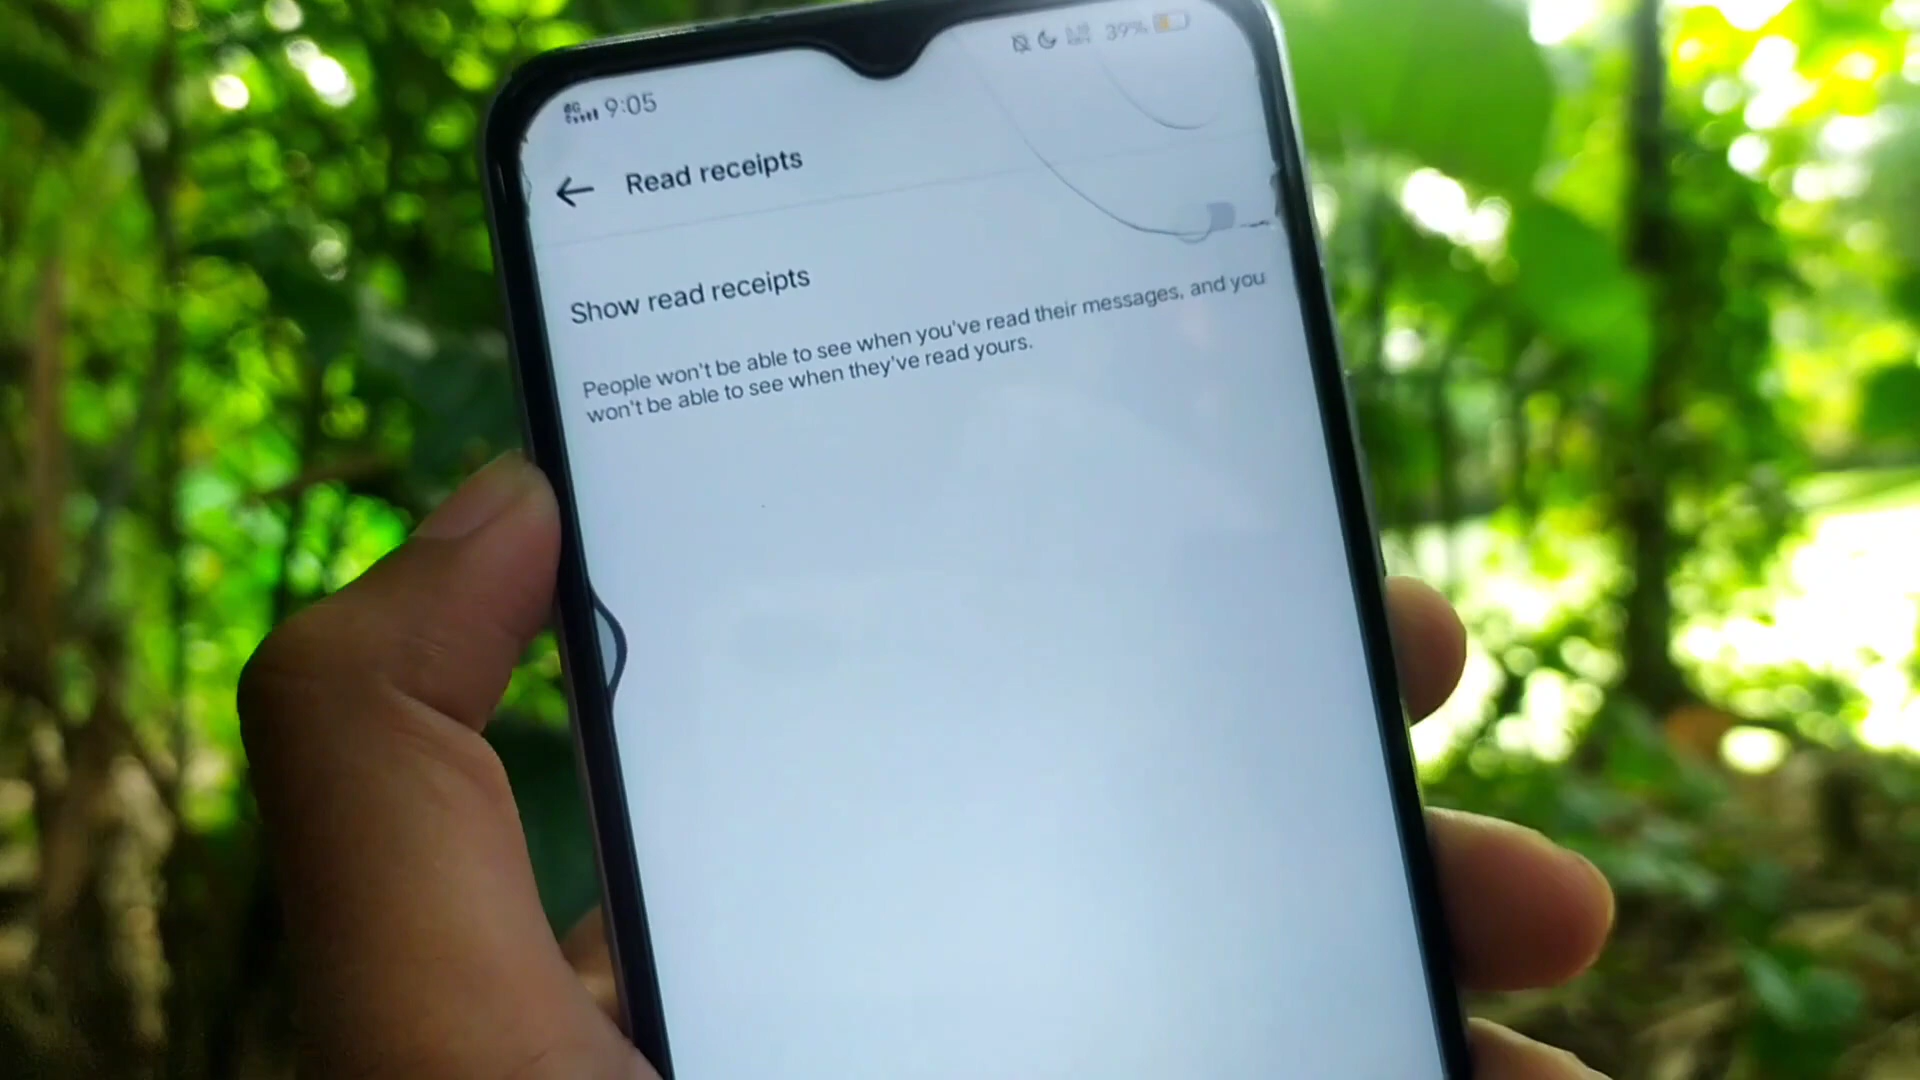 9:05
39%
Read receipts
Show read receipts
People won't be able to see when you've read their messages, and you
won't be able to see when they've read yours.